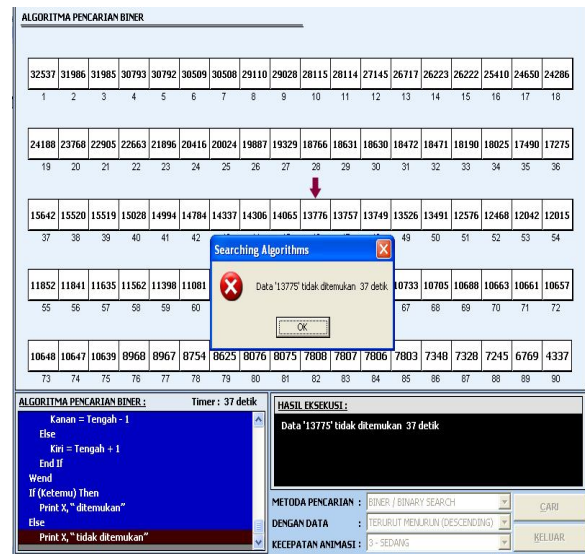 ALGORITMA PENCARIAN BINER
32537 31986 31985 30793 30792 30509 30508 29110 29028 28115 28114 27145 26717 26223 26222 25410 24650 24286
1 2 3 4 5 6 7 8 9 10 11 12 13 14 15 16 17 18
24188 23768 22905 22663 21896 20416 20024 19887 19329 18766 18631 18630 18472 18471 18190 18025 17490 17275
19 20 21 22 23 24 25 26 27 28 29 30 31 32 33 34 35 36
15642 15520 15519 15028 14994 14784 14337 14306 14065 13776 13757 13749 13526 13491 12576 12468 12042 12015
37 38 39 40 41 42 49 50 51 52 53 54
Searching Algorithms
Data '13775' tidak ditemukan 37 detik
OK
11852 11841 11635 11562 11398 11081 10733 10705 10688 10663 10661 10657
55 56 57 58 59 60 67 68 69 70 71 72
10648 10647 10639 8968 8967 8754 8625 8076 8075 7808 7807 7806 7803 7348 7328 7245 6769 4337
73 74 75 76 77 78 79 80 81 82 83 84 85 86 87 88 89 90
ALGORITMA PENCARIAN BINER : Timer : 37 detik
Kanan = Tengah - 1
Else
Kiri = Tengah + 1
End If
Wend
If (Ketemu) Then
Print X, " ditemukan"
Else
Print X, " tidak ditemukan"
HASIL EKSEKUSI :
Data '13775' tidak ditemukan 37 detik
METODA PENCARIAN : BINER / BINARY SEARCH
DENGAN DATA : TERURUT MENURUN (DESCENDING)
KECEPATAN ANIMASI : 3 - SEDANG
CARI
KELUAR